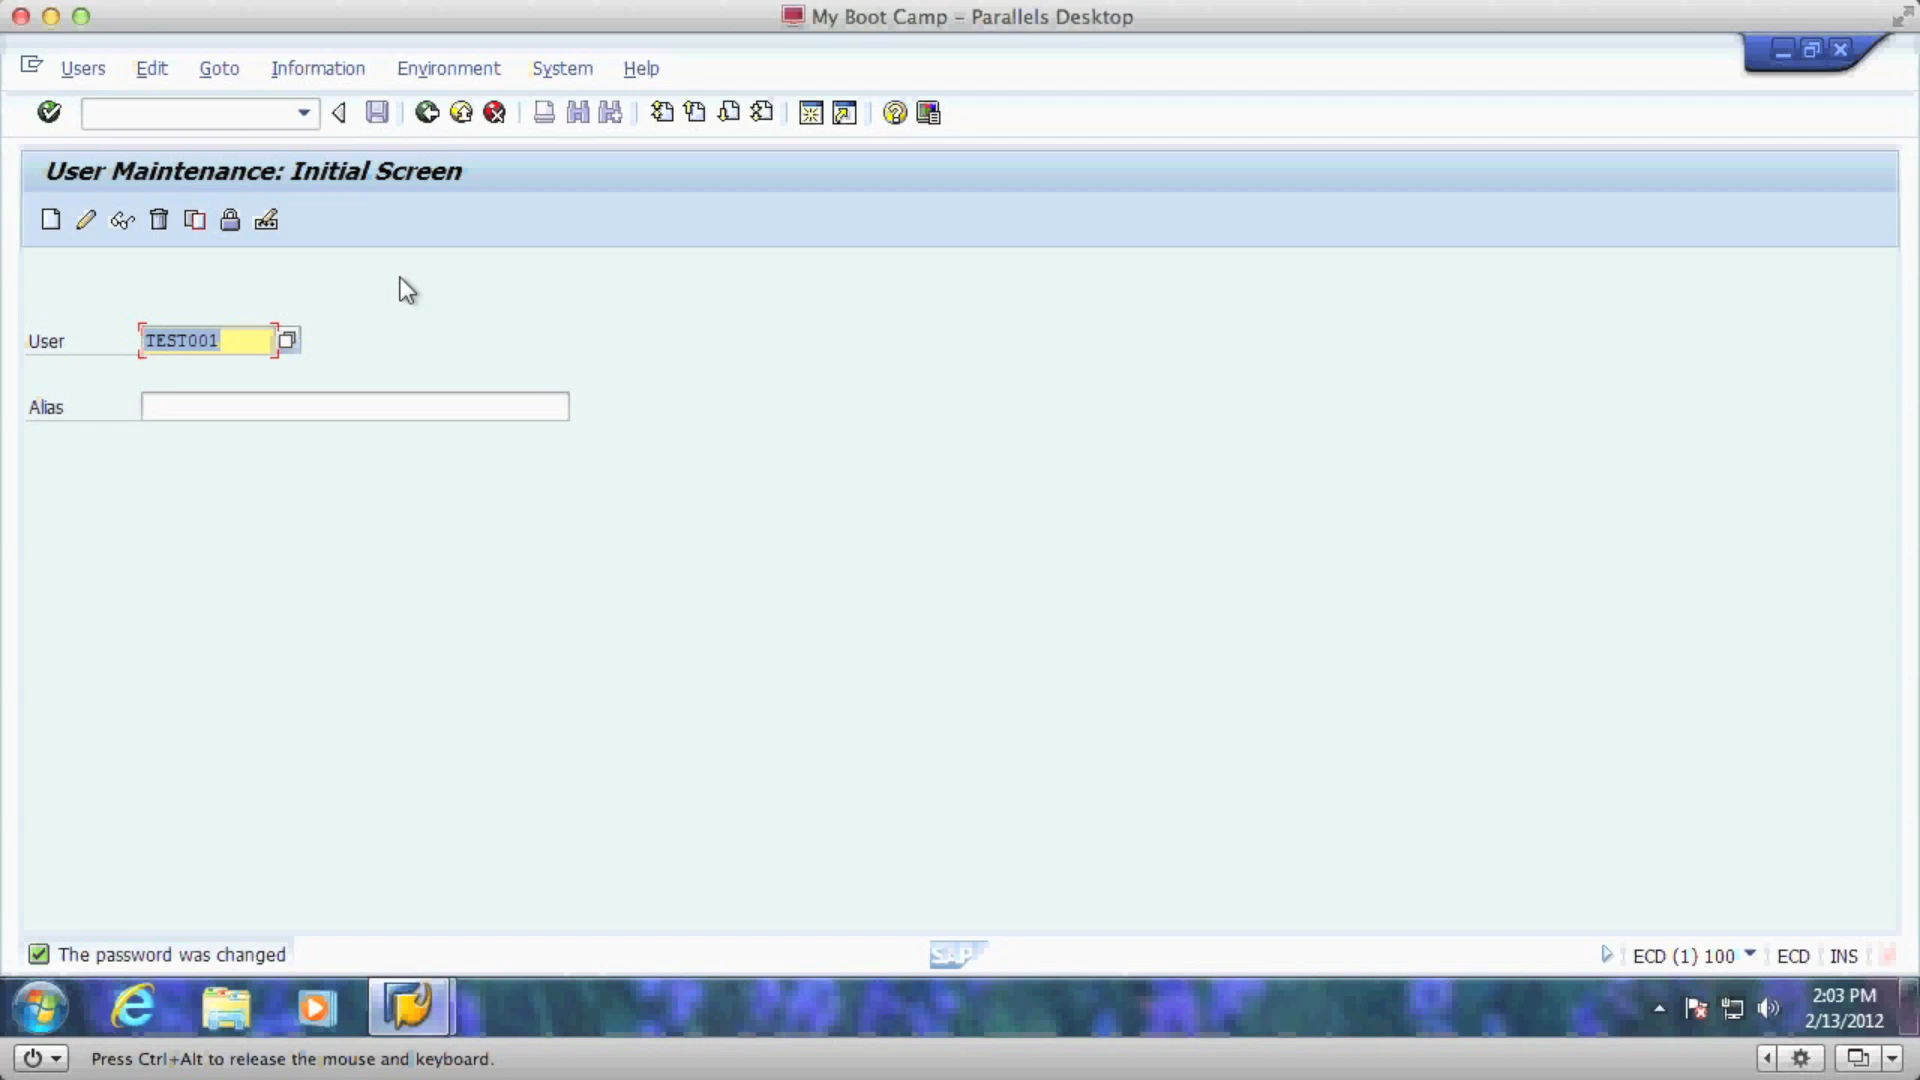 My Boot Camp – Parallels Desktop
Users Edit Goto Information Environment System Help
User Maintenance: Initial Screen
User TEST001
Alias
The password was changed
SAP
ECD (1) 100 ECD INS
2:03 PM
2/13/2012
Press Ctrl+Alt to release the mouse and keyboard.